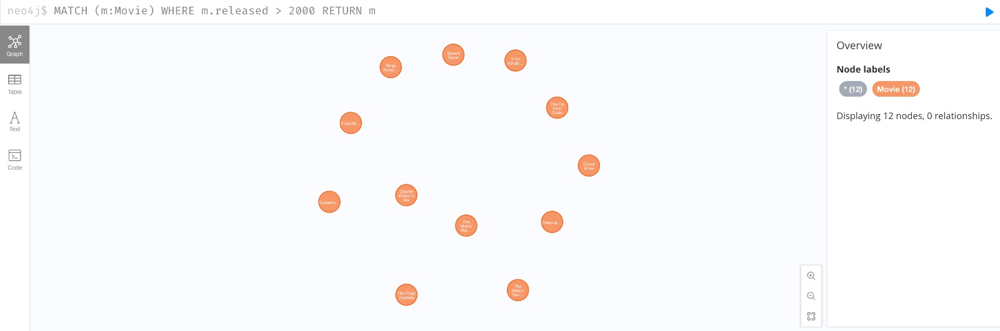 neo4j$ MATCH (m:Movie) WHERE m.released > 2000 RETURN m
Graph
Table
Text
Code
Speed
Racer
V for
Vende...
Ninja
Assas...
The Da
Vinci
Code
Frost/Ni...
Cloud
Atlas
Charlie
Wilson's
Wa
Somethi...
The
Matrix
Rel...
Rescue...
The
Matrix
Rev...
The Polar
Express
Overview
Node labels
* (12) Movie (12)
Displaying 12 nodes, 0 relationships.